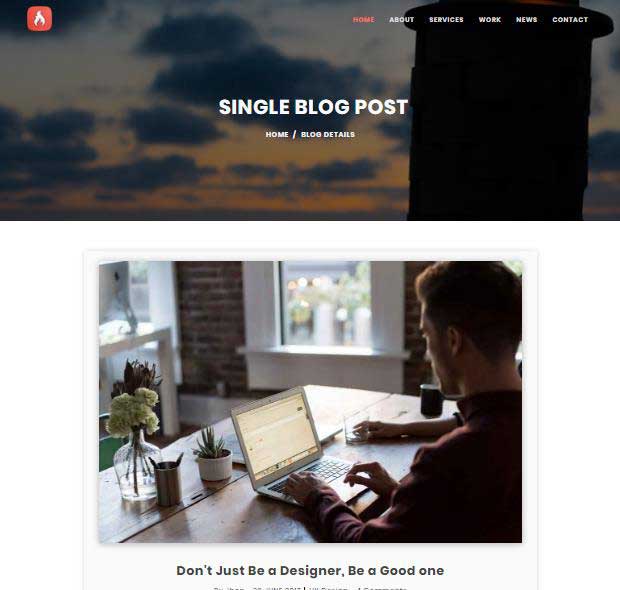 HOME ABOUT SERVICES WORK NEWS CONTACT
SINGLE BLOG POST
HOME / BLOG DETAILS
Don't Just Be a Designer, Be a Good one